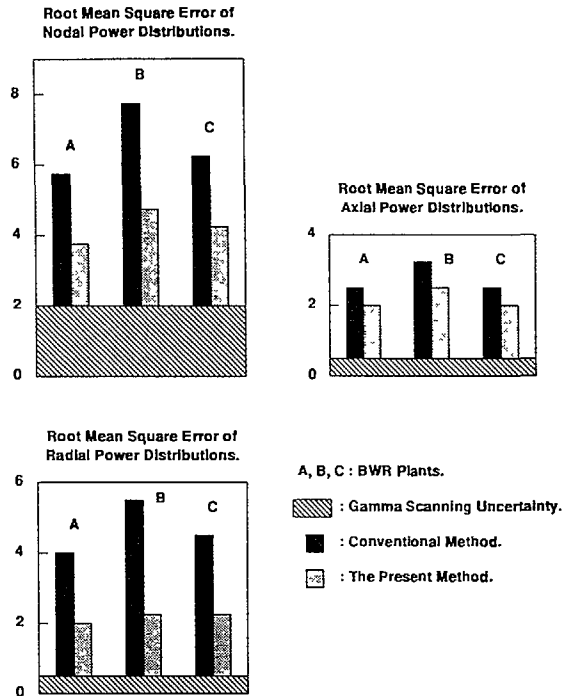 Root Mean Square Error of
Nodal Power Distributions.
8
6
4
2
0
A
B
C
Root Mean Square Error of
Axial Power Distributions.
4
2
0
A
B
C
Root Mean Square Error of
Radial Power Distributions.
6
4
2
0
A
B
C
A, B, C : BWR Plants.
: Gamma Scanning Uncertainty.
: Conventional Method.
: The Present Method.